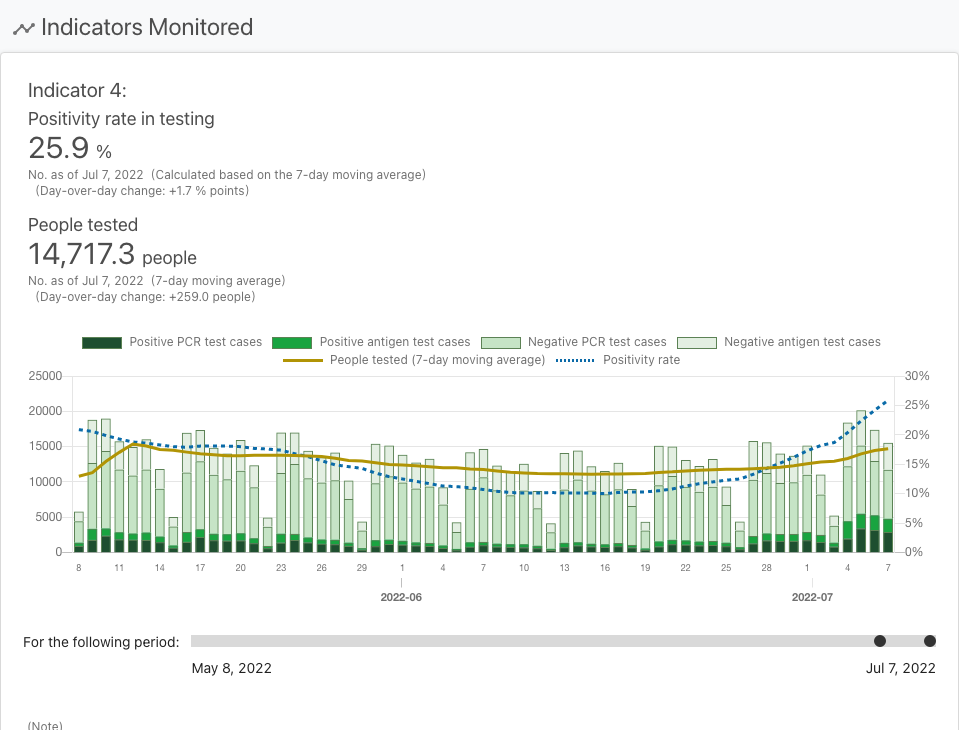 Indicators Monitored
Indicator 4:
Positivity rate in testing
25.9 %
No. as of Jul 7, 2022 (Calculated based on the 7-day moving average)
(Day-over-day change: +1.7 % points)
People tested
14,717.3 people
No. as of Jul 7, 2022 (7-day moving average)
(Day-over-day change: +259.0 people)
Positive PCR test cases Positive antigen test cases Negative PCR test cases Negative antigen test cases
People tested (7-day moving average) Positivity rate
25000 30%
25%
20000
20%
15000
15%
10000
10%
5000
5%
0 0%
8 11 14 17 20 23 26 29 1 4 7 10 13 16 19 22 25 28 1 4 7
2022-06 2022-07
For the following period:
May 8, 2022 Jul 7, 2022
(Note)